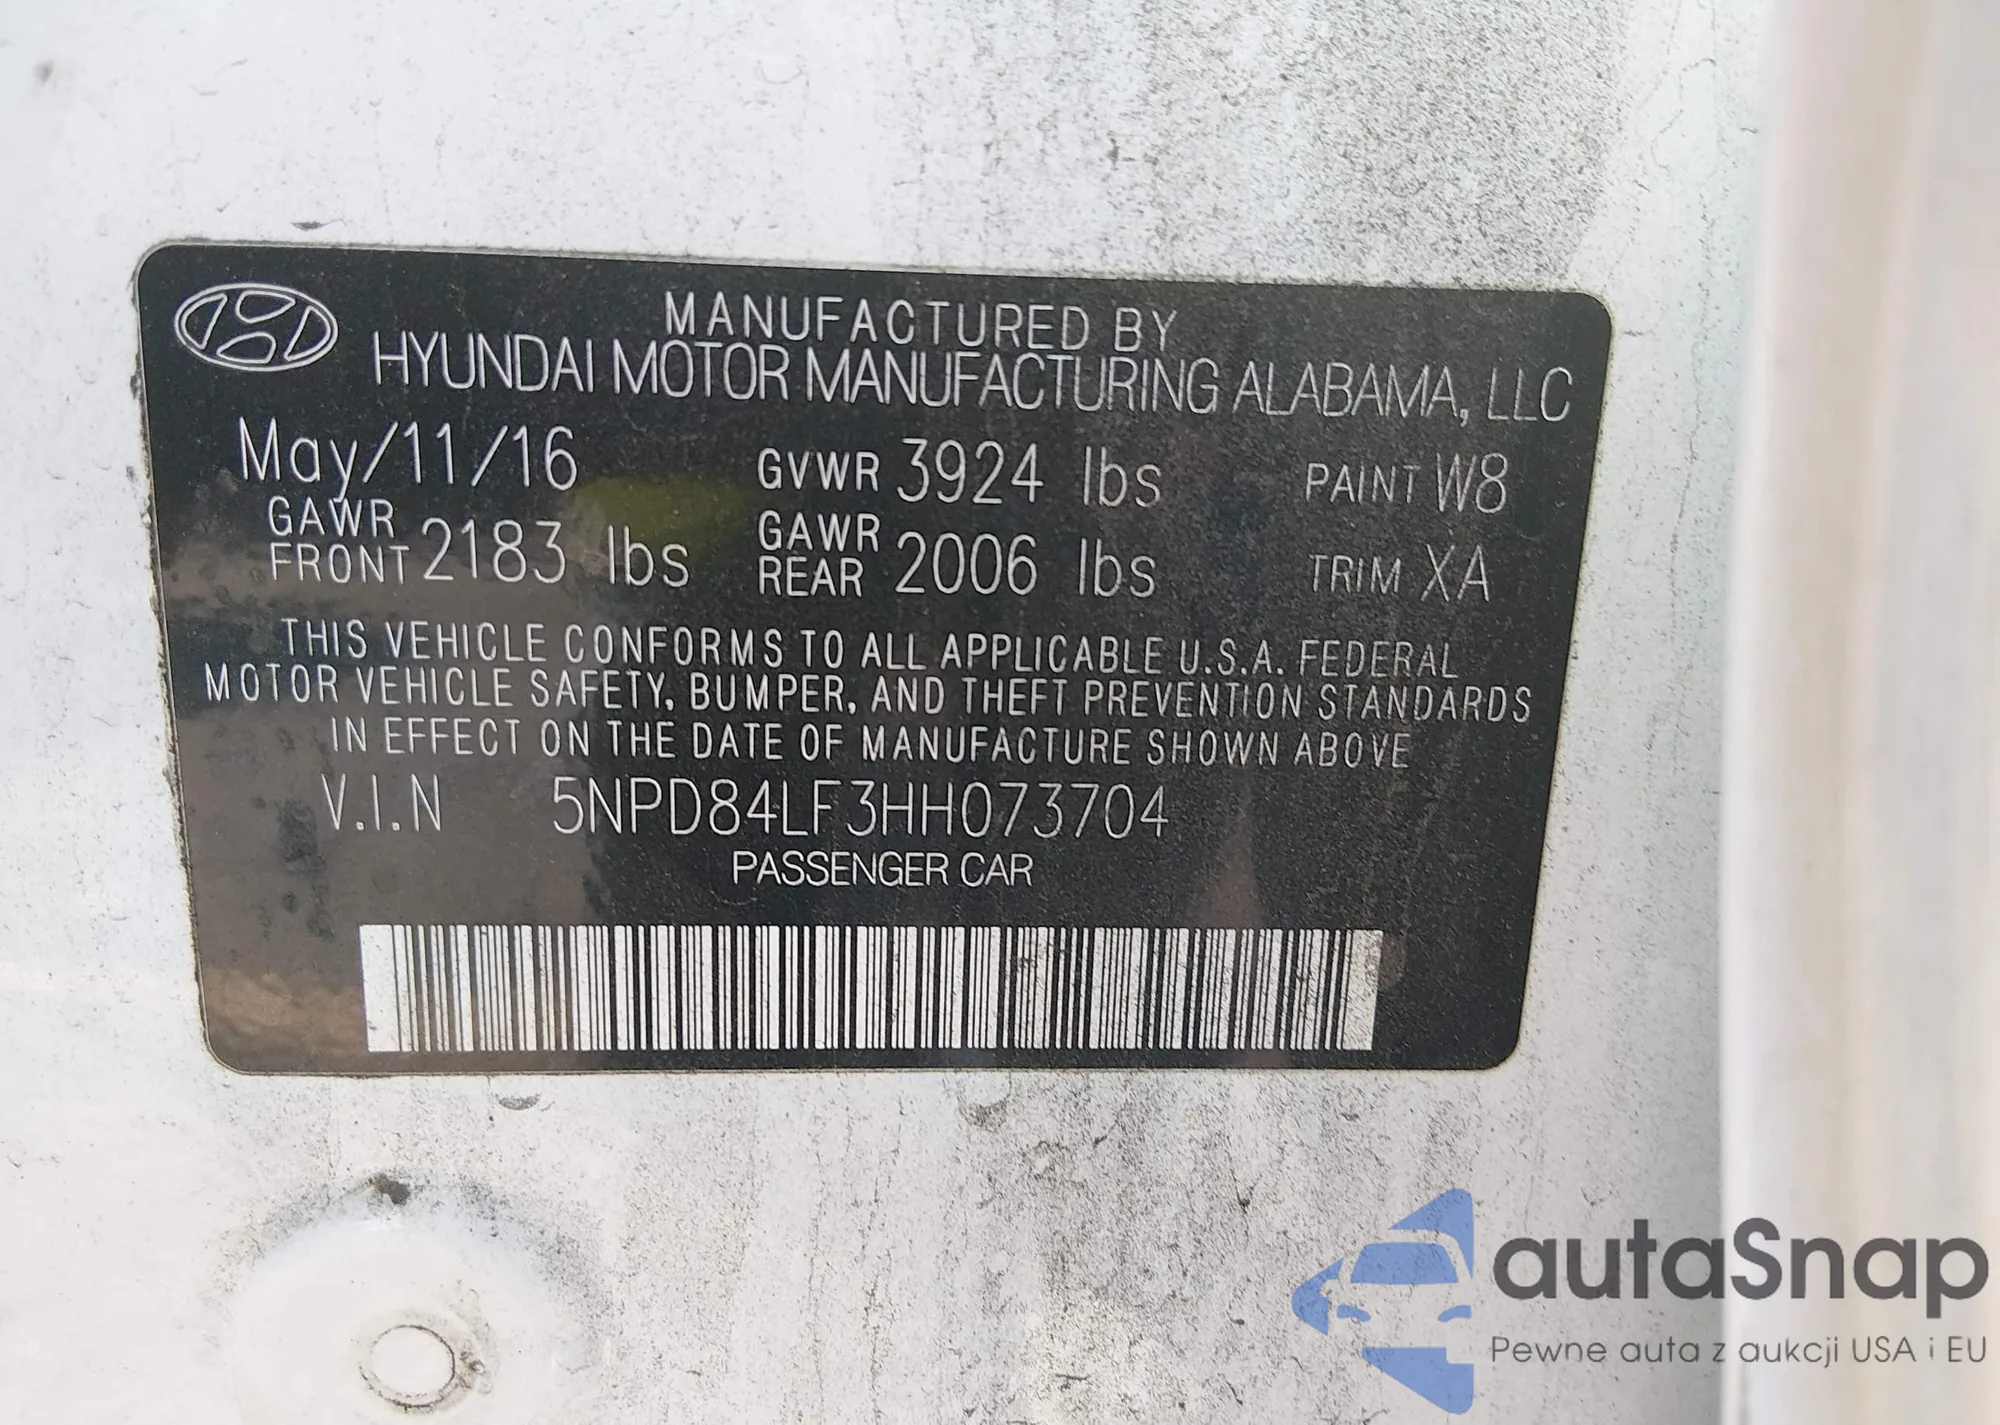 MANUFACTURED BY
HYUNDAI MOTOR MANUFACTURING ALABAMA, LLC
May/11/16 GVWR 3924 lbs PAINT W8
GAWR FRONT 2183 lbs GAWR REAR 2006 lbs TRIM XA
THIS VEHICLE CONFORMS TO ALL APPLICABLE U.S.A. FEDERAL
MOTOR VEHICLE SAFETY, BUMPER, AND THEFT PREVENTION STANDARDS
IN EFFECT ON THE DATE OF MANUFACTURE SHOWN ABOVE
V.I.N 5NPD84LF3HH073704
PASSENGER CAR
autaSnap
Pewne auta z aukcji USA i EU